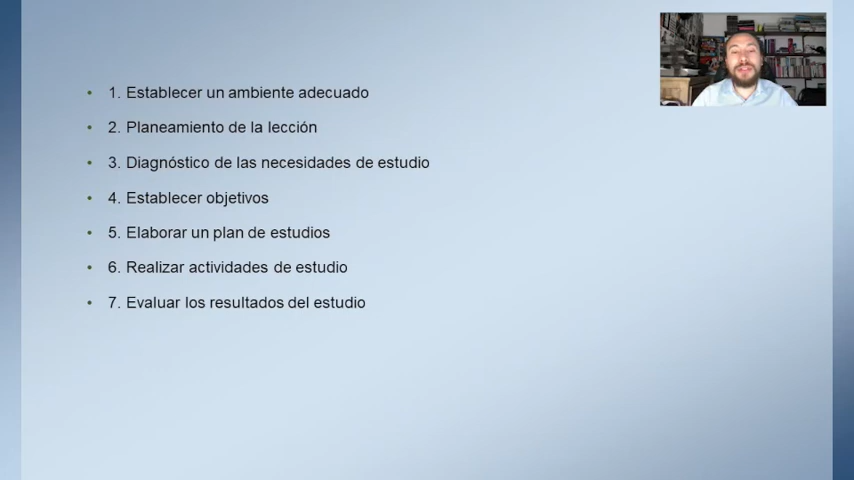 • 1. Establecer un ambiente adecuado
• 2. Planeamiento de la lección
• 3. Diagnóstico de las necesidades de estudio
• 4. Establecer objetivos
• 5. Elaborar un plan de estudios
• 6. Realizar actividades de estudio
• 7. Evaluar los resultados del estudio